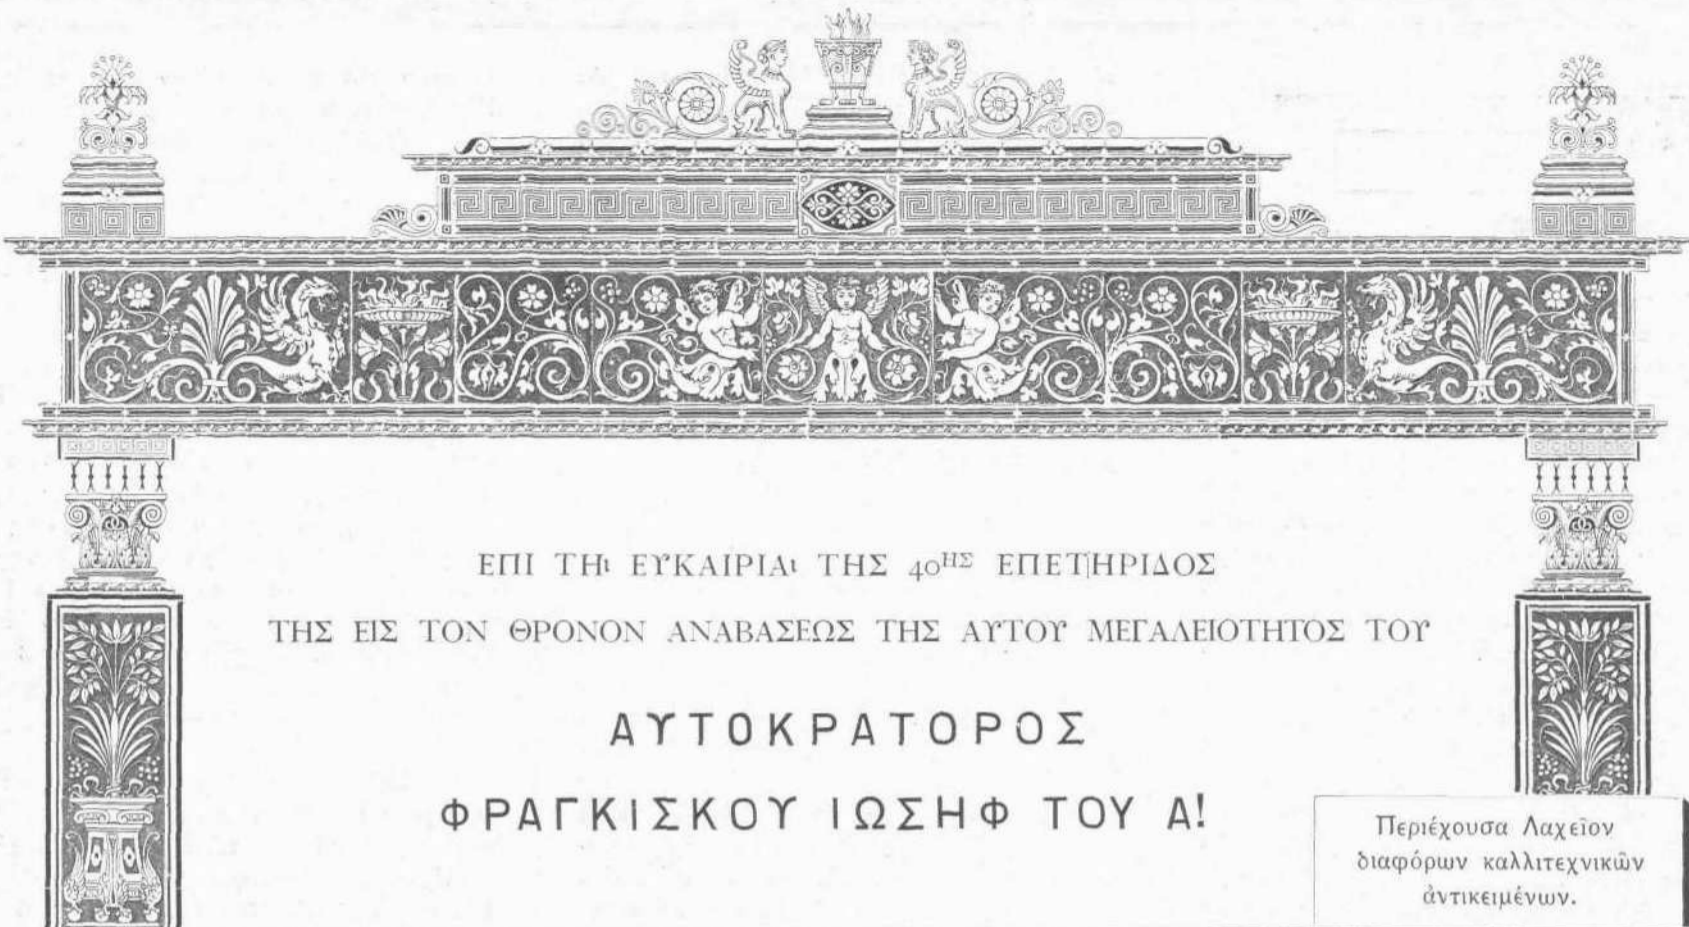 ΕΠΙ ΤΗι ΕΥΚΑΙΡΙΑι ΤΗΣ 40ΗΣ ΕΠΕΤΗΡΙΔΟΣ
ΤΗΣ ΕΙΣ ΤΟΝ ΘΡΟΝΟΝ ΑΝΑΒΑΣΕΩΣ ΤΗΣ ΑΥΤΟΥ ΜΕΓΑΛΕΙΟΤΗΤΟΣ ΤΟΥ
ΑΥΤΟΚΡΑΤΟΡΟΣ
ΦΡΑΓΚΙΣΚΟΥ ΙΩΣΗΦ ΤΟΥ Α!
Περιέχουσα Λαχεῖον
διαφόρων καλλιτεχνικῶν
ἀντικειμένων.